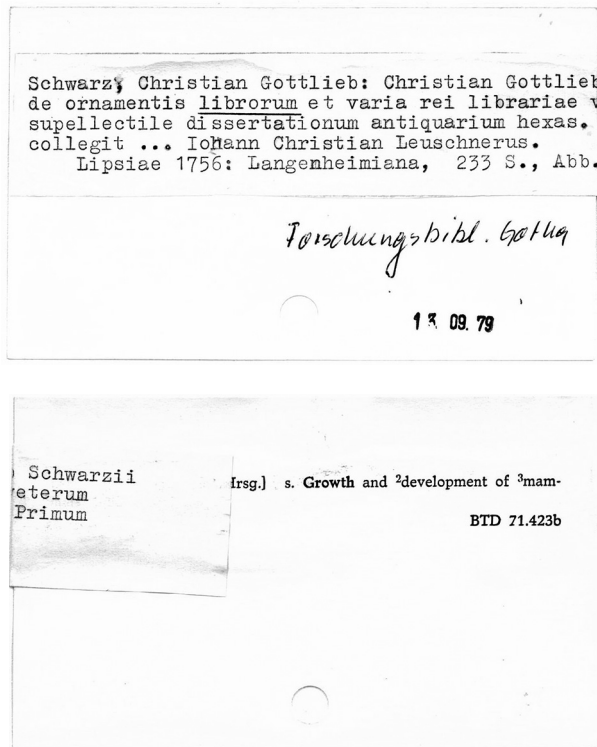 Schwarz, Christian Gottlieb: Christian Gottlieb
de ornamentis librorum et varia rei librariae v
supellectile dissertationum antiquarium hexas.
collegit ... Iohann Christian Leuschnerus.
Lipsiae 1756: Langenheimiana, 233 S., Abb.
Forschungsbibl. Gotha
13. 09. 79
Schwarzii
eterum
Primum
Hrsg.] s. Growth and ²development of ³mam-
BTD 71.423b